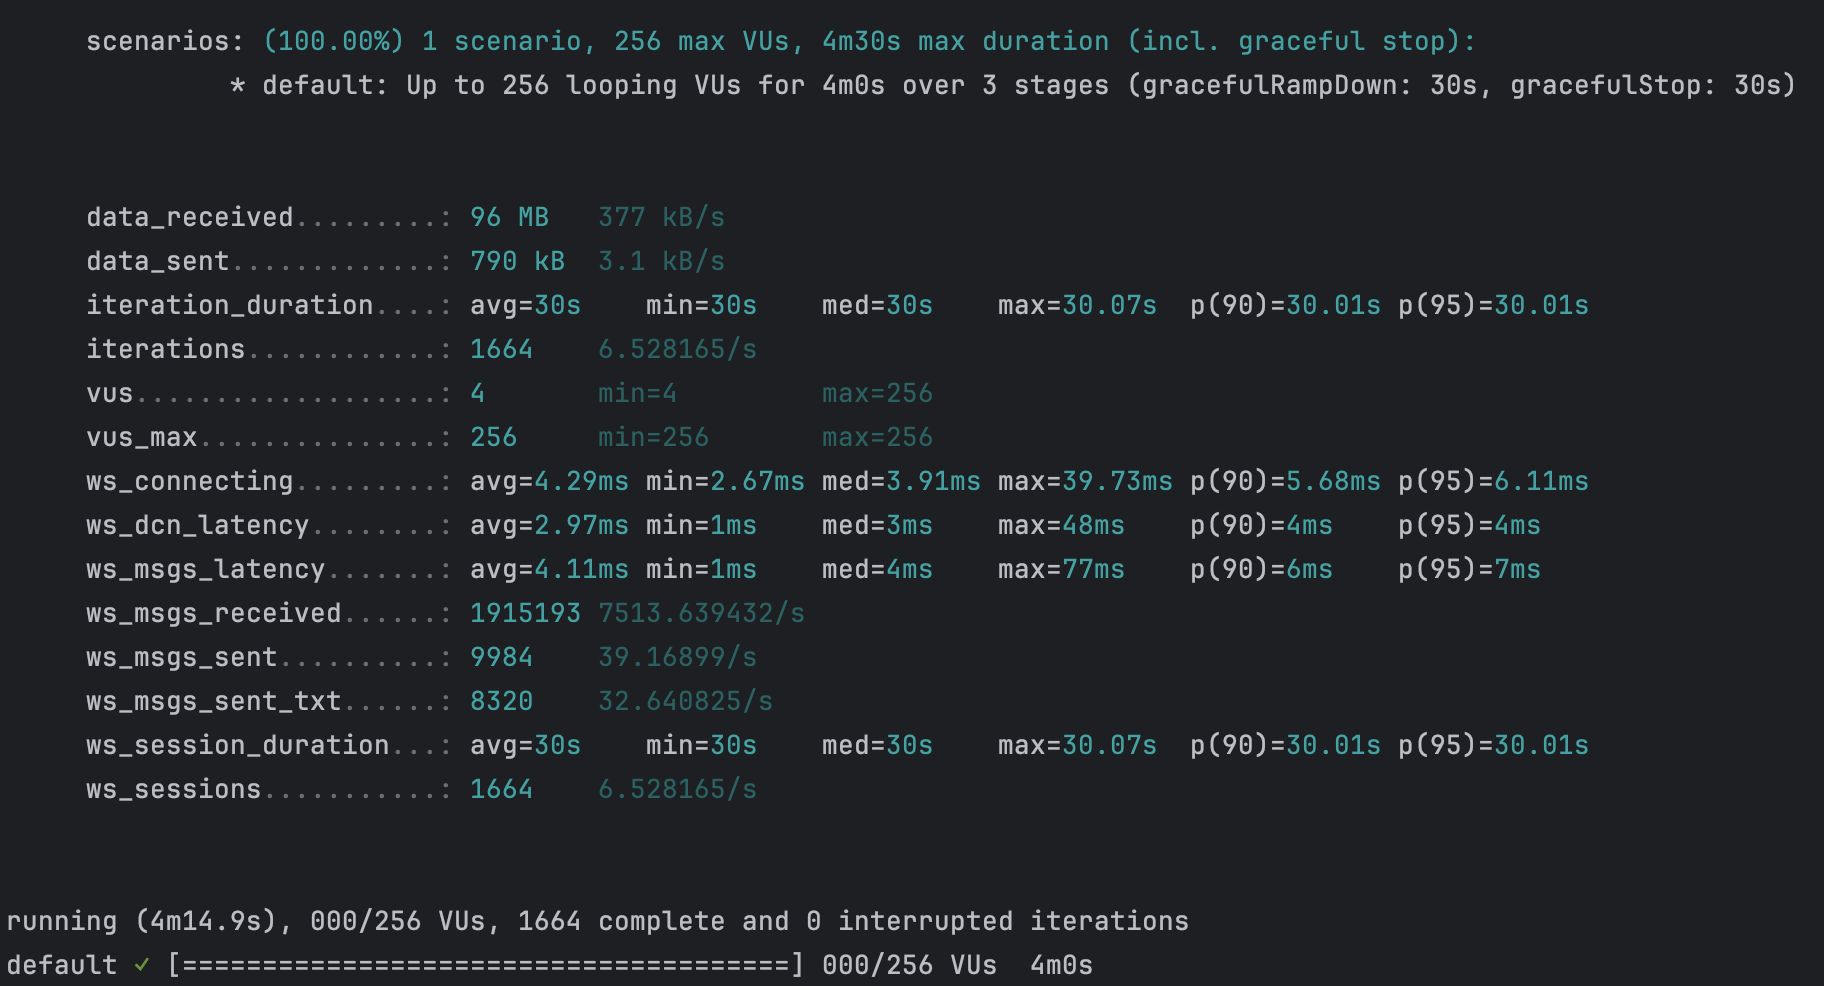 scenarios: (100.00%) 1 scenario, 256 max VUs, 4m30s max duration (incl. graceful stop):
* default: Up to 256 looping VUs for 4m0s over 3 stages (gracefulRampDown: 30s, gracefulStop: 30s)
data_received.........: 96 MB 377 kB/s
data_sent.............: 790 kB 3.1 kB/s
iteration_duration....: avg=30s min=30s med=30s max=30.07s p(90)=30.01s p(95)=30.01s
iterations............: 1664 6.528165/s
vus...................: 4 min=4 max=256
vus_max...............: 256 min=256 max=256
ws_connecting.........: avg=4.29ms min=2.67ms med=3.91ms max=39.73ms p(90)=5.68ms p(95)=6.11ms
ws_dcn_latency........: avg=2.97ms min=1ms med=3ms max=48ms p(90)=4ms p(95)=4ms
ws_msgs_latency.......: avg=4.11ms min=1ms med=4ms max=77ms p(90)=6ms p(95)=7ms
ws_msgs_received......: 1915193 7513.639432/s
ws_msgs_sent..........: 9984 39.16899/s
ws_msgs_sent_txt......: 8320 32.640825/s
ws_session_duration...: avg=30s min=30s med=30s max=30.07s p(90)=30.01s p(95)=30.01s
ws_sessions...........: 1664 6.528165/s
running (4m14.9s), 000/256 VUs, 1664 complete and 0 interrupted iterations
default ✓ [======================================] 000/256 VUs 4m0s